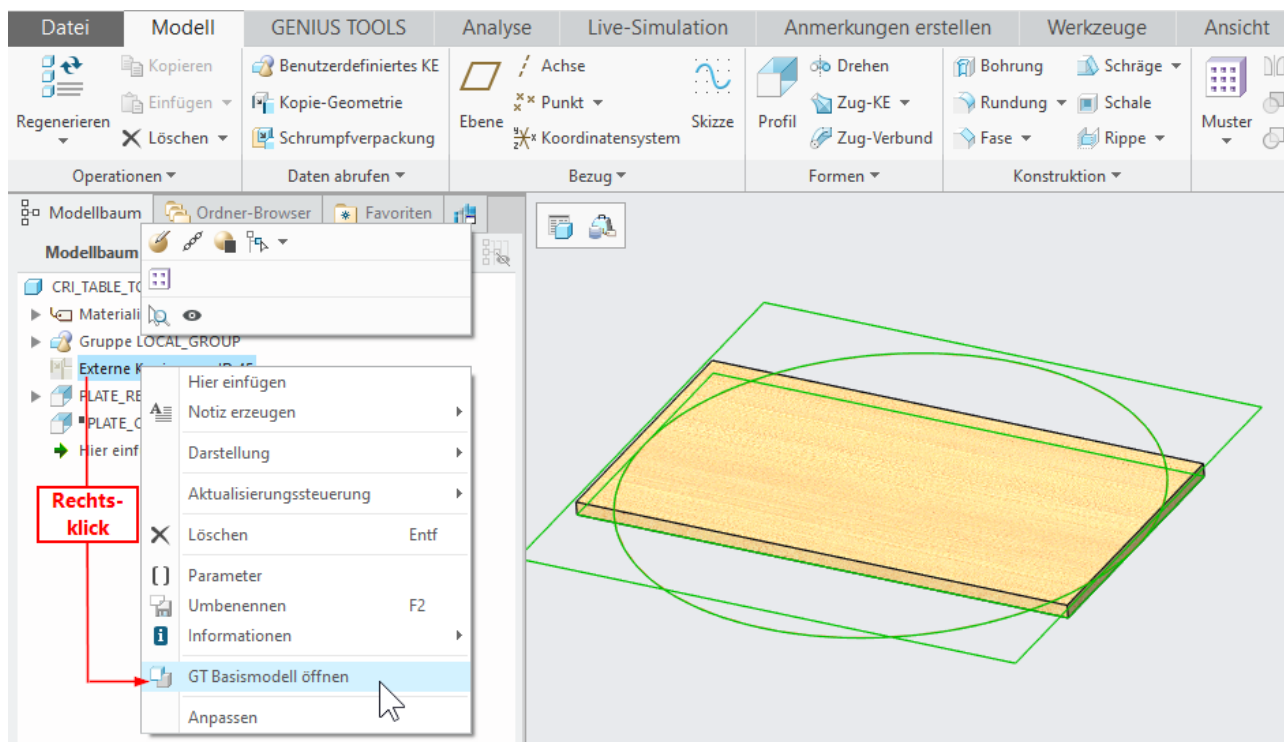 Datei Modell GENIUS TOOLS Analyse Live-Simulation Anmerkungen erstellen Werkzeuge Ansicht
Kopieren Benutzerdefiniertes KE Achse Drehen Bohrung Schräge
Einfügen Kopie-Geometrie Punkt Zug-KE Rundung Schale
Regenerieren Ebene Skizze Profil Muster
Löschen Schrumpfverpackung Koordinatensystem Zug-Verbund Fase Rippe
Operationen Daten abrufen Bezug Formen Konstruktion
Modellbaum Ordner-Browser Favoriten
Modellbaum
CRI_TABLE_TO
Materiali
Gruppe LOCAL_GROUP
Externe K
PLATE_RE
PLATE_C
Hier einf
Rechts-
klick
Hier einfügen
Notiz erzeugen
Darstellung
Aktualisierungssteuerung
Löschen Entf
Parameter
Umbenennen F2
Informationen
GT Basismodell öffnen
Anpassen